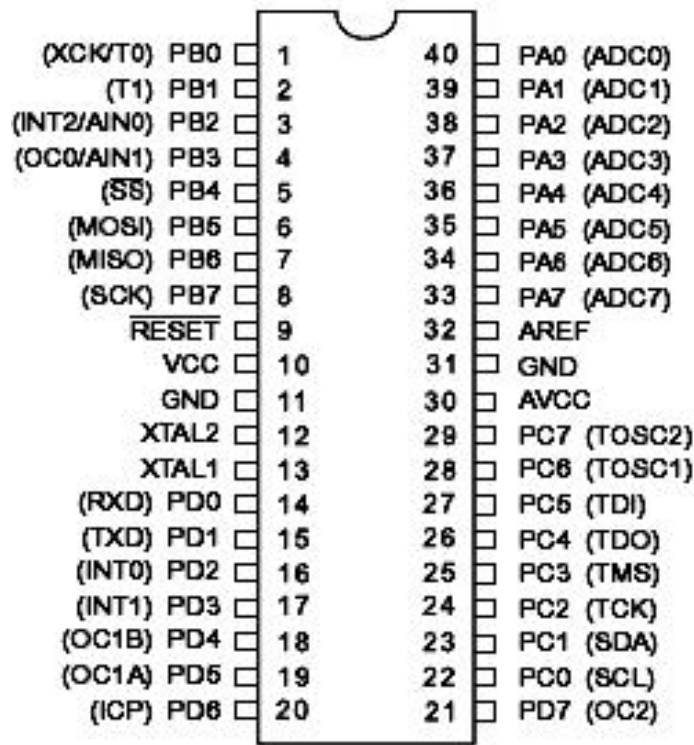 (XCK/T0) PB0 1 40 PA0 (ADC0)
(T1) PB1 2 39 PA1 (ADC1)
(INT2/AIN0) PB2 3 38 PA2 (ADC2)
(OC0/AIN1) PB3 4 37 PA3 (ADC3)
(S̅S̅) PB4 5 36 PA4 (ADC4)
(MOSI) PB5 6 35 PA5 (ADC5)
(MISO) PB6 7 34 PA6 (ADC6)
(SCK) PB7 8 33 PA7 (ADC7)
R̅E̅S̅E̅T̅ 9 32 AREF
VCC 10 31 GND
GND 11 30 AVCC
XTAL2 12 29 PC7 (TOSC2)
XTAL1 13 28 PC6 (TOSC1)
(RXD) PD0 14 27 PC5 (TDI)
(TXD) PD1 15 26 PC4 (TDO)
(INT0) PD2 16 25 PC3 (TMS)
(INT1) PD3 17 24 PC2 (TCK)
(OC1B) PD4 18 23 PC1 (SDA)
(OC1A) PD5 19 22 PC0 (SCL)
(ICP) PD6 20 21 PD7 (OC2)